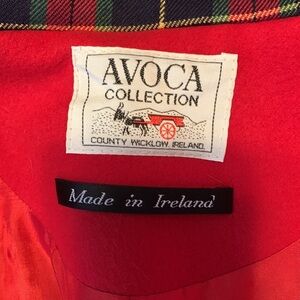 AVOCA
COLLECTION
COUNTY WICKLOW, IRELAND.
Made in Ireland